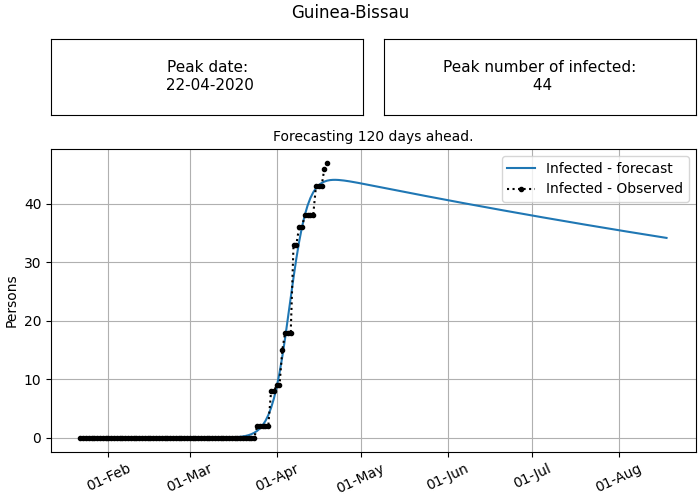 Guinea-Bissau
Peak date:
22-04-2020
Peak number of infected:
44
Forecasting 120 days ahead.
Infected - forecast
Infected - Observed
Persons
40
30
20
10
0
01-Feb
01-Mar
01-Apr
01-May
01-Jun
01-Jul
01-Aug